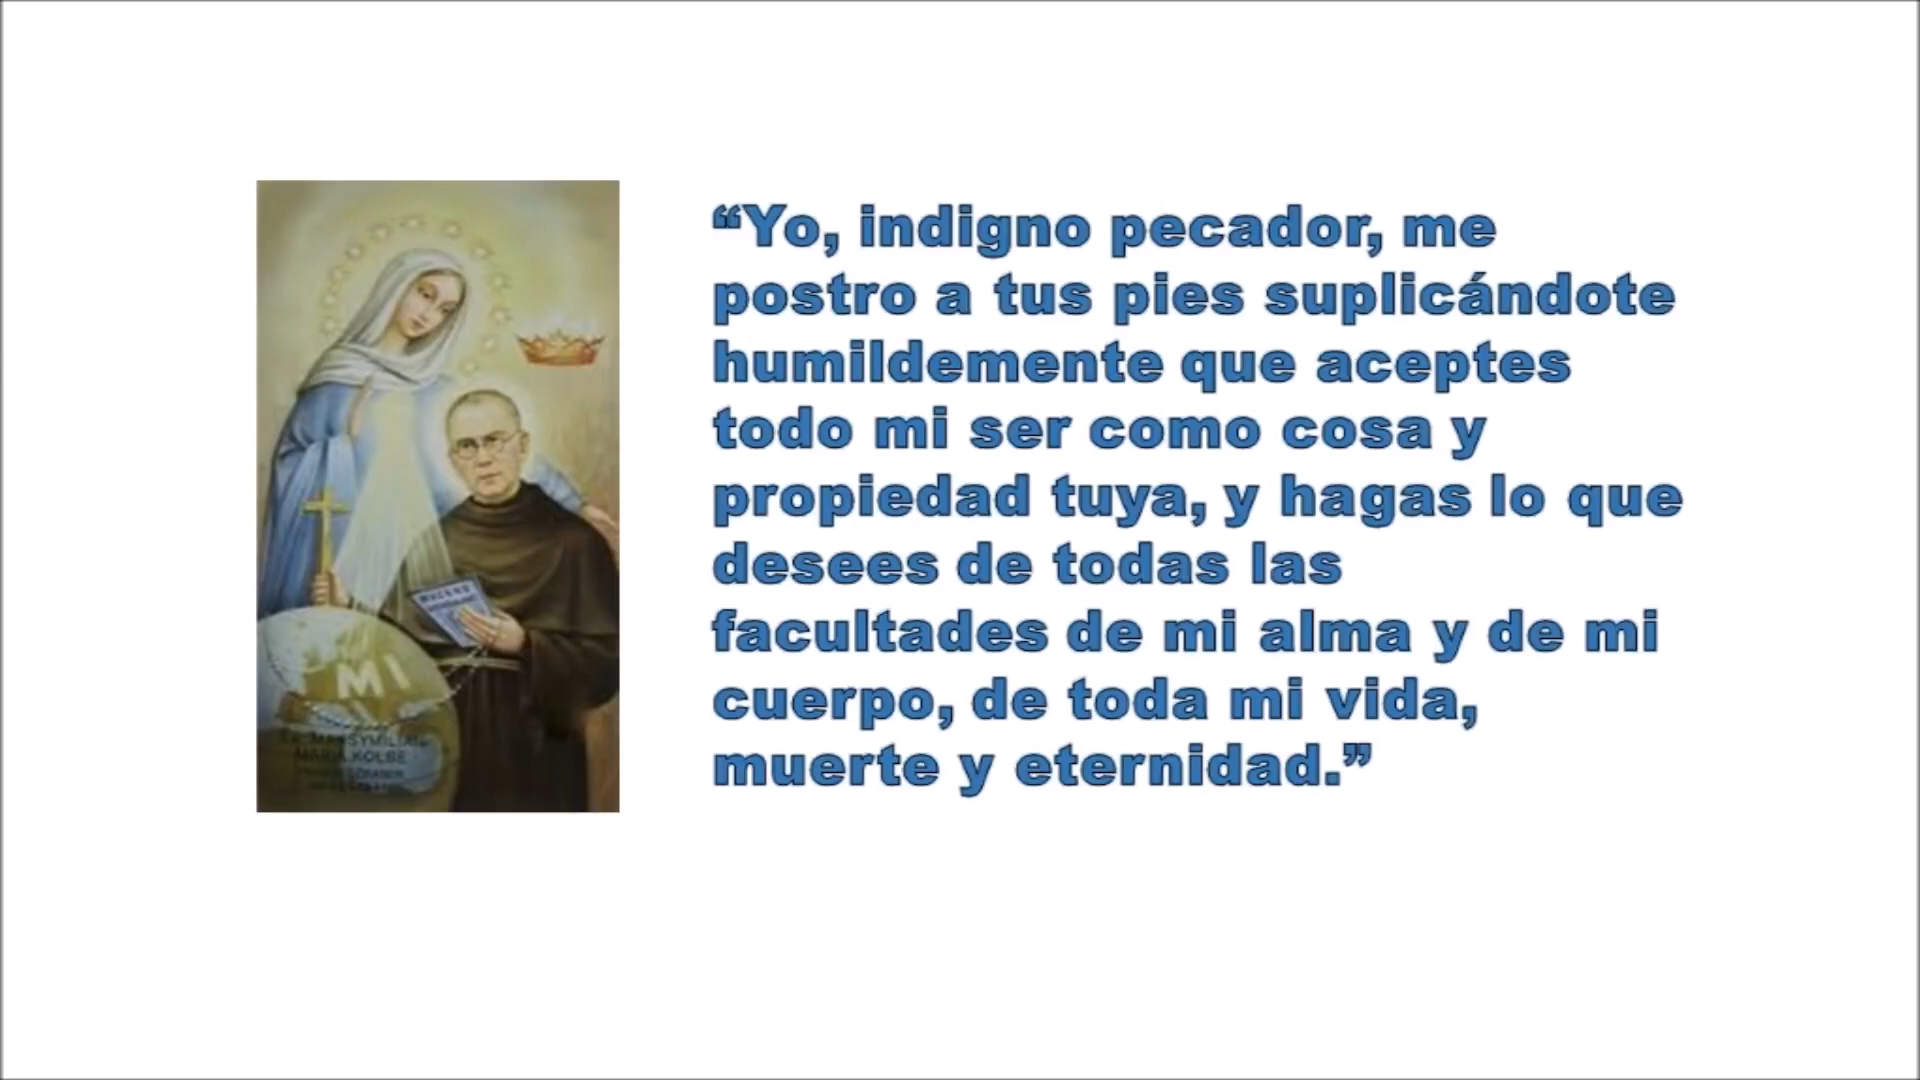 “Yo, indigno pecador, me
postro a tus pies suplicándote
humildemente que aceptes
todo mi ser como cosa y
propiedad tuya, y hagas lo que
desees de todas las
facultades de mi alma y de mi
cuerpo, de toda mi vida,
muerte y eternidad.”
MI
MARIA KOLBE